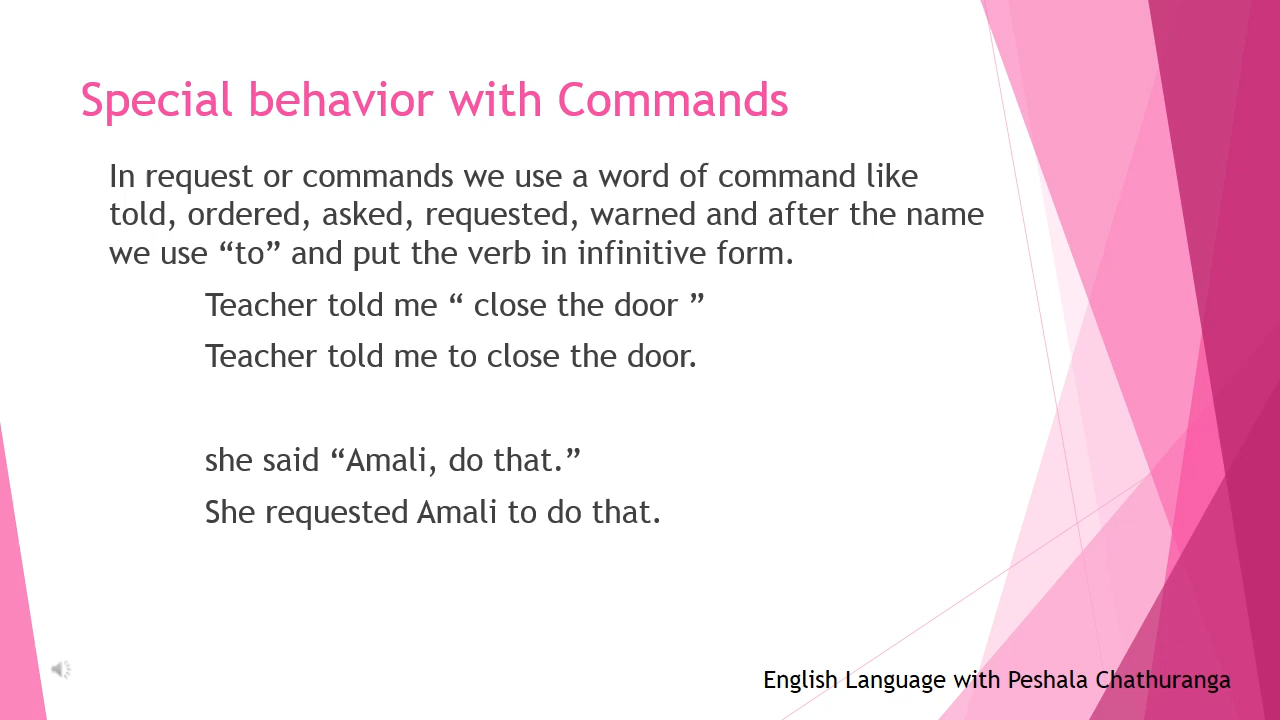 Special behavior with Commands
In request or commands we use a word of command like
told, ordered, asked, requested, warned and after the name
we use “to” and put the verb in infinitive form.
Teacher told me “ close the door ”
Teacher told me to close the door.
she said “Amali, do that.”
She requested Amali to do that.
English Language with Peshala Chathuranga